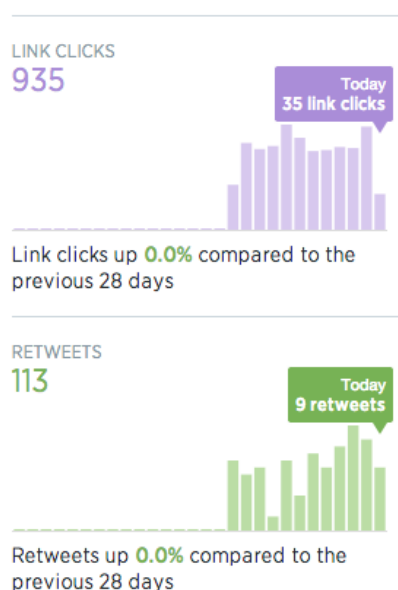 LINK CLICKS
935
Today
35 link clicks
Link clicks up 0.0% compared to the
previous 28 days
RETWEETS
113
Today
9 retweets
Retweets up 0.0% compared to the
previous 28 days